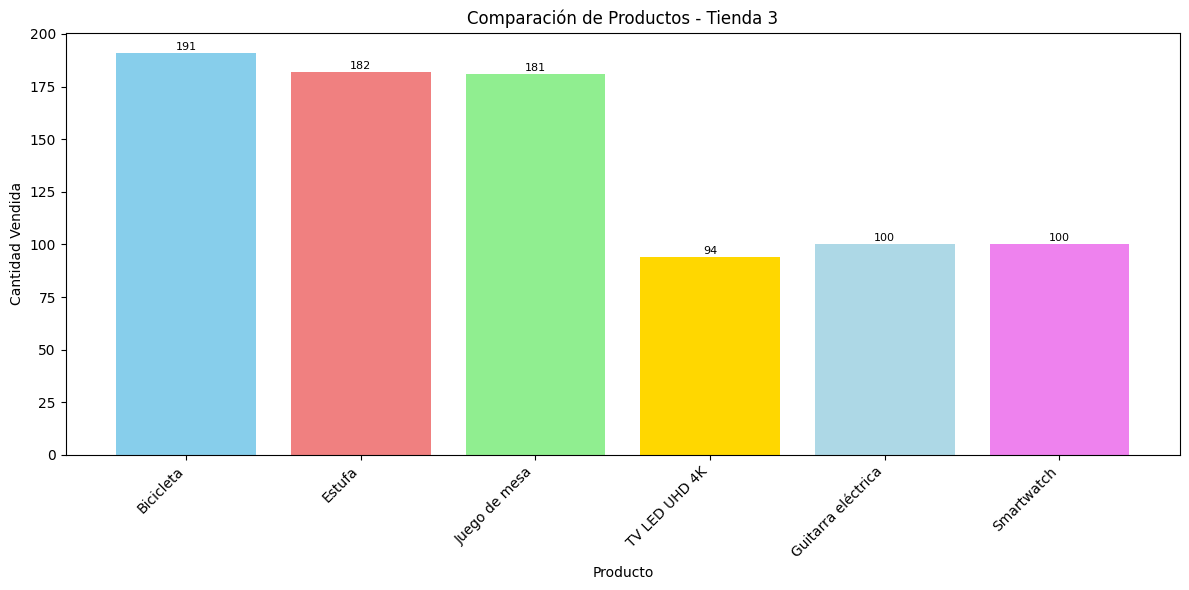 Comparación de Productos - Tienda 3
Cantidad Vendida
200
175
150
125
100
75
50
25
0
191
182
181
94
100
100
Bicicleta
Estufa
Juego de mesa
TV LED UHD 4K
Guitarra eléctrica
Smartwatch
Producto